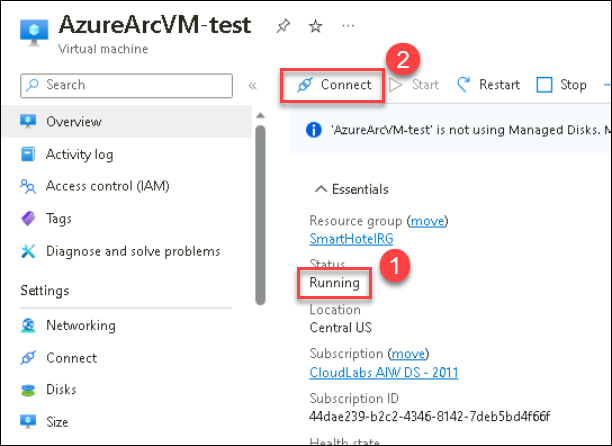 AzureArcVM-test
Virtual machine
Search
«
Overview
Activity log
Access control (IAM)
Tags
Diagnose and solve problems
Settings
Networking
Connect
Disks
Size
2
Connect
Start
Restart
Stop
'AzureArcVM-test' is not using Managed Disks. M
Essentials
Resource group (move)
SmartHotelRG
Status
1
Running
Location
Central US
Subscription (move)
CloudLabs AIW DS - 2011
Subscription ID
44dae239-b2c2-4346-8142-7deb5bd4f66f
Health state